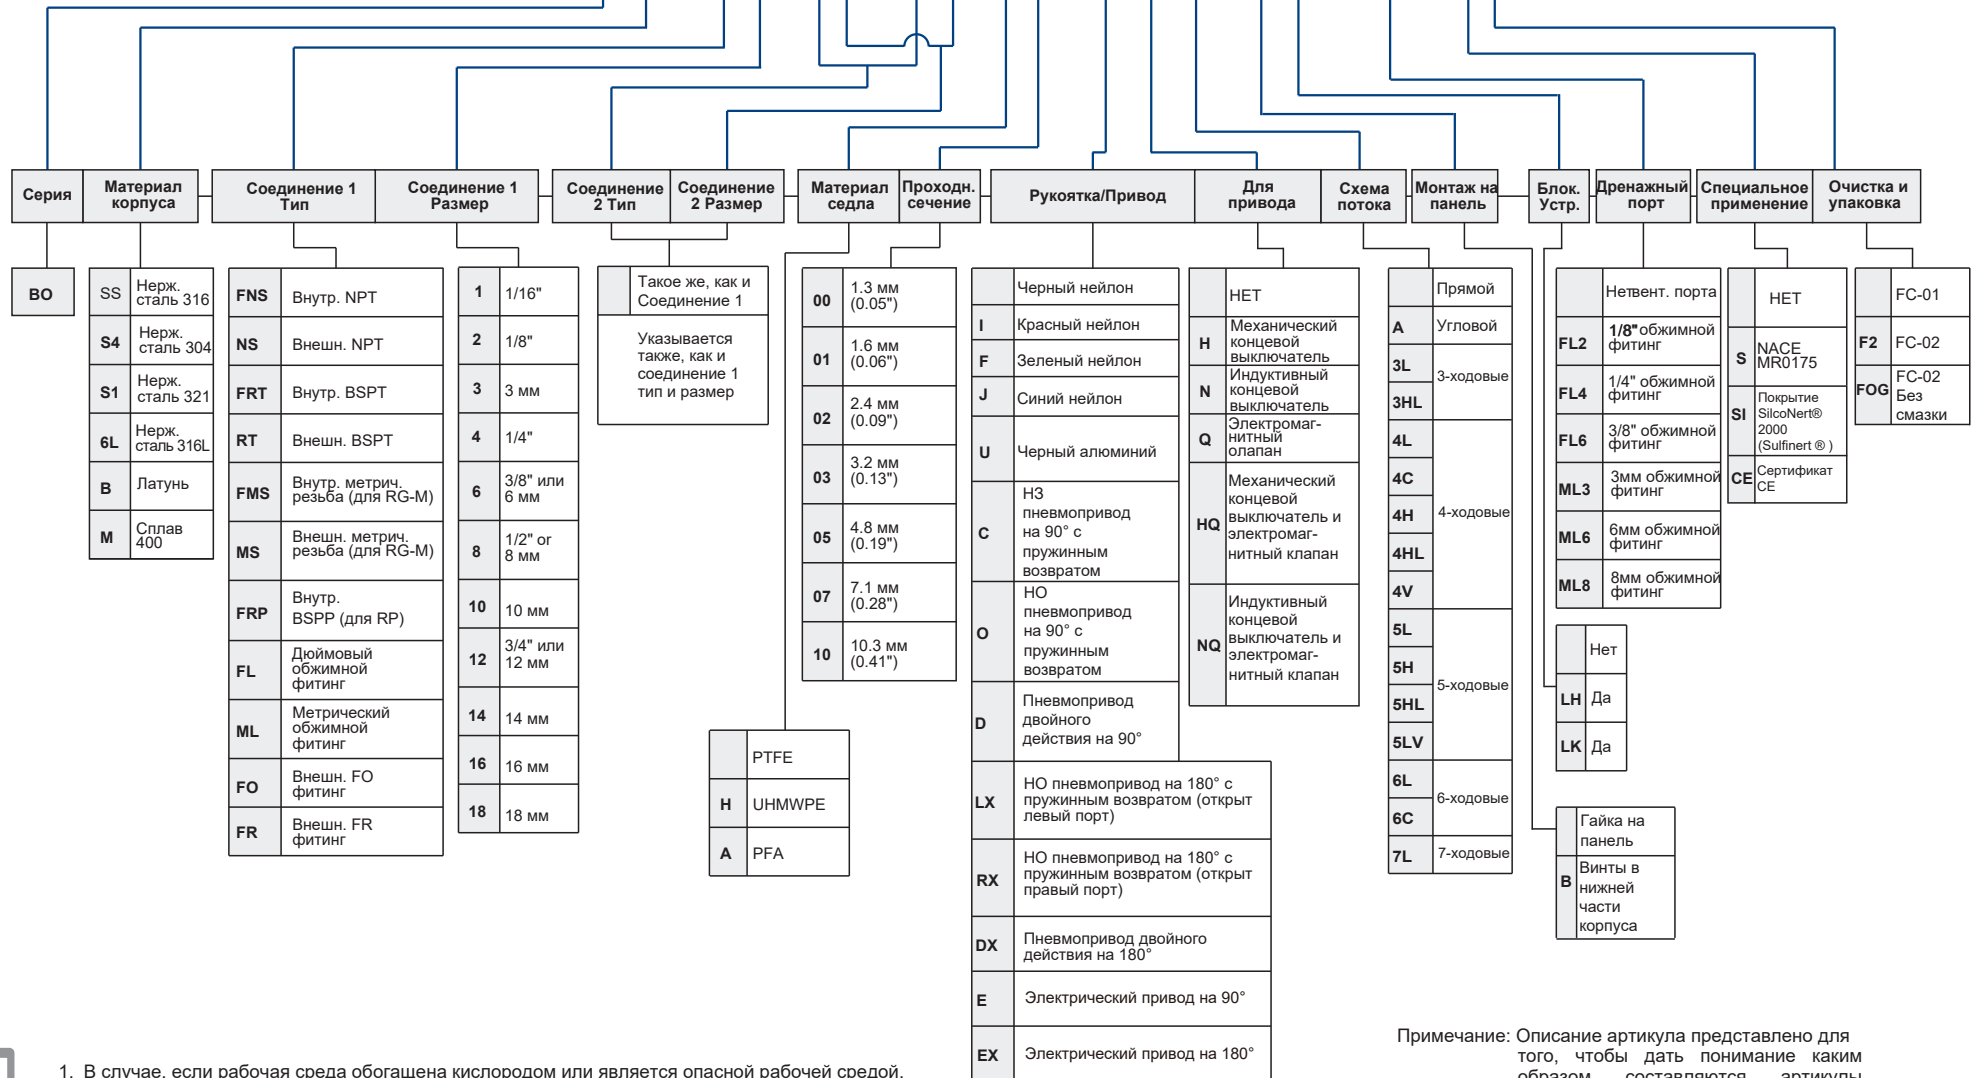 Серия
Материал
корпуса
Соединение 1
Тип
Соединение 1
Размер
Соединение
2 Тип
Соединение
2 Размер
Материал
седла
Проходн.
сечение
Рукоятка/Привод
Для
привода
Схема
потока
Монтаж на
панель
Блок.
Устр.
Дренажный
порт
Специальное
применение
Очистка и
упаковка
BO
SS Нерж.
сталь 316
S4 Нерж.
сталь 304
S1 Нерж.
сталь 321
6L Нерж.
сталь 316L
B Латунь
M Сплав
400
FNS Внутр. NPT
NS Внешн. NPT
FRT Внутр. BSPT
RT Внешн. BSPT
FMS Внутр. метрич.
резьба (для RG-M)
MS Внешн. метрич.
резьба (для RG-M)
FRP Внутр.
BSPP (для RP)
FL Дюймовый
обжимной
фитинг
ML Метрический
обжимной
фитинг
FO Внешн. FO
фитинг
FR Внешн. FR
фитинг
1 1/16"
2 1/8"
3 3 мм
4 1/4"
6 3/8" или
6 мм
8 1/2" or
8 мм
10 10 мм
12 3/4" или
12 мм
14 14 мм
16 16 мм
18 18 мм
Такое же, как и
Соединение 1
Указывается
также, как и
соединение 1
тип и размер
PTFE
H UHMWPE
A PFA
00 1.3 мм
(0.05")
01 1.6 мм
(0.06")
02 2.4 мм
(0.09")
03 3.2 мм
(0.13")
05 4.8 мм
(0.19")
07 7.1 мм
(0.28")
10 10.3 мм
(0.41")
Черный нейлон
I Красный нейлон
F Зеленый нейлон
J Синий нейлон
U Черный алюминий
C НЗ
пневмопривод
на 90° с
пружинным
возвратом
O НО
пневмопривод
на 90° с
пружинным
возвратом
D Пневмопривод
двойного
действия на 90°
LX НО пневмопривод на 180° с
пружинным возвратом (открыт
левый порт)
RX НО пневмопривод на 180° с
пружинным возвратом (открыт
правый порт)
DX Пневмопривод двойного
действия на 180°
E Электрический привод на 90°
EX Электрический привод на 180°
НЕТ
H Механический
концевой
выключатель
N Индуктивный
концевой
выключатель
Q Электромаг-
нитный
олапан
HQ Механический
концевой
выключатель и
электромаг-
нитный клапан
NQ Индуктивный
концевой
выключатель и
электромаг-
нитный клапан
Прямой
A Угловой
3L
3HL
3-ходовые
4L
4C
4H
4HL
4V
4-ходовые
5L
5H
5HL
5LV
5-ходовые
6L
6C
6-ходовые
7L 7-ходовые
Нетвент. порта
FL2 1/8"обжимной
фитинг
FL4 1/4" обжимной
фитинг
FL6 3/8" обжимной
фитинг
ML3 3мм обжимной
фитинг
ML6 6мм обжимной
фитинг
ML8 8мм обжимной
фитинг
Нет
LH Да
LK Да
Гайка на
панель
B Винты в
нижней
части
корпуса
НЕТ
S NACE
MR0175
SI Покрытие
SilcoNert®
2000
(Sulfinert ® )
CE Сертификат
CE
FC-01
F2 FC-02
FOG FC-02
Без
смазки
1. В случае, если рабочая среда обогащена кислородом или является опасной рабочей средой,
Примечание: Описание артикула представлено для
того, чтобы дать понимание каким
образом составляются артикулы